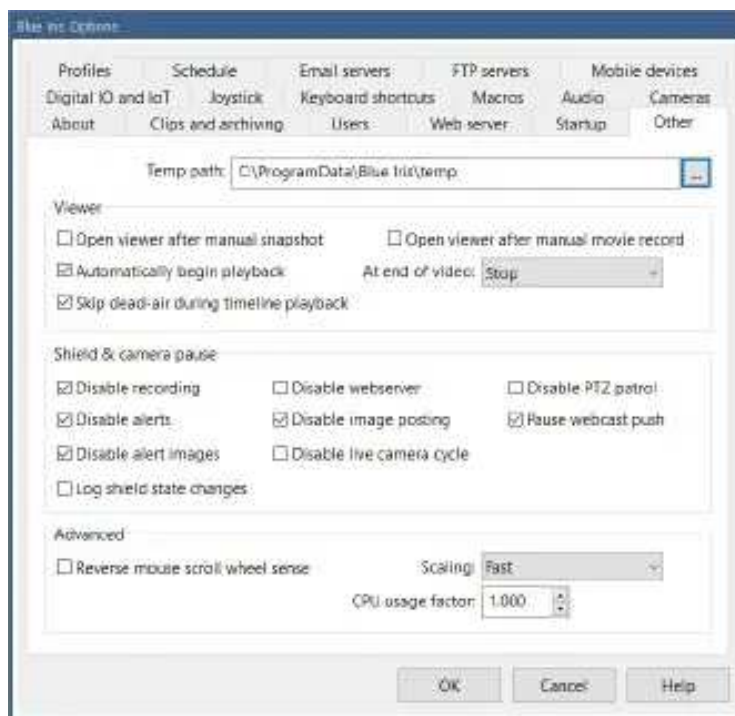 Blue Iris Options
Profiles Schedule Email servers FTP servers Mobile devices
Digital IO and IoT Joystick Keyboard shortcuts Macros Audio Cameras
About Clips and archiving Users Web server Startup Other
Temp path: C:\ProgramData\Blue Iris\temp ...
Viewer
Open viewer after manual snapshot Open viewer after manual movie record
Automatically begin playback At end of video: Stop
Skip dead-air during timeline playback
Shield & camera pause
Disable recording Disable webserver Disable PTZ patrol
Disable alerts Disable image posting Pause webcast push
Disable alert images Disable live camera cycle
Log shield state changes
Advanced
Reverse mouse scroll wheel sense Scaling: Fast
CPU usage factor: 1.000
OK Cancel Help